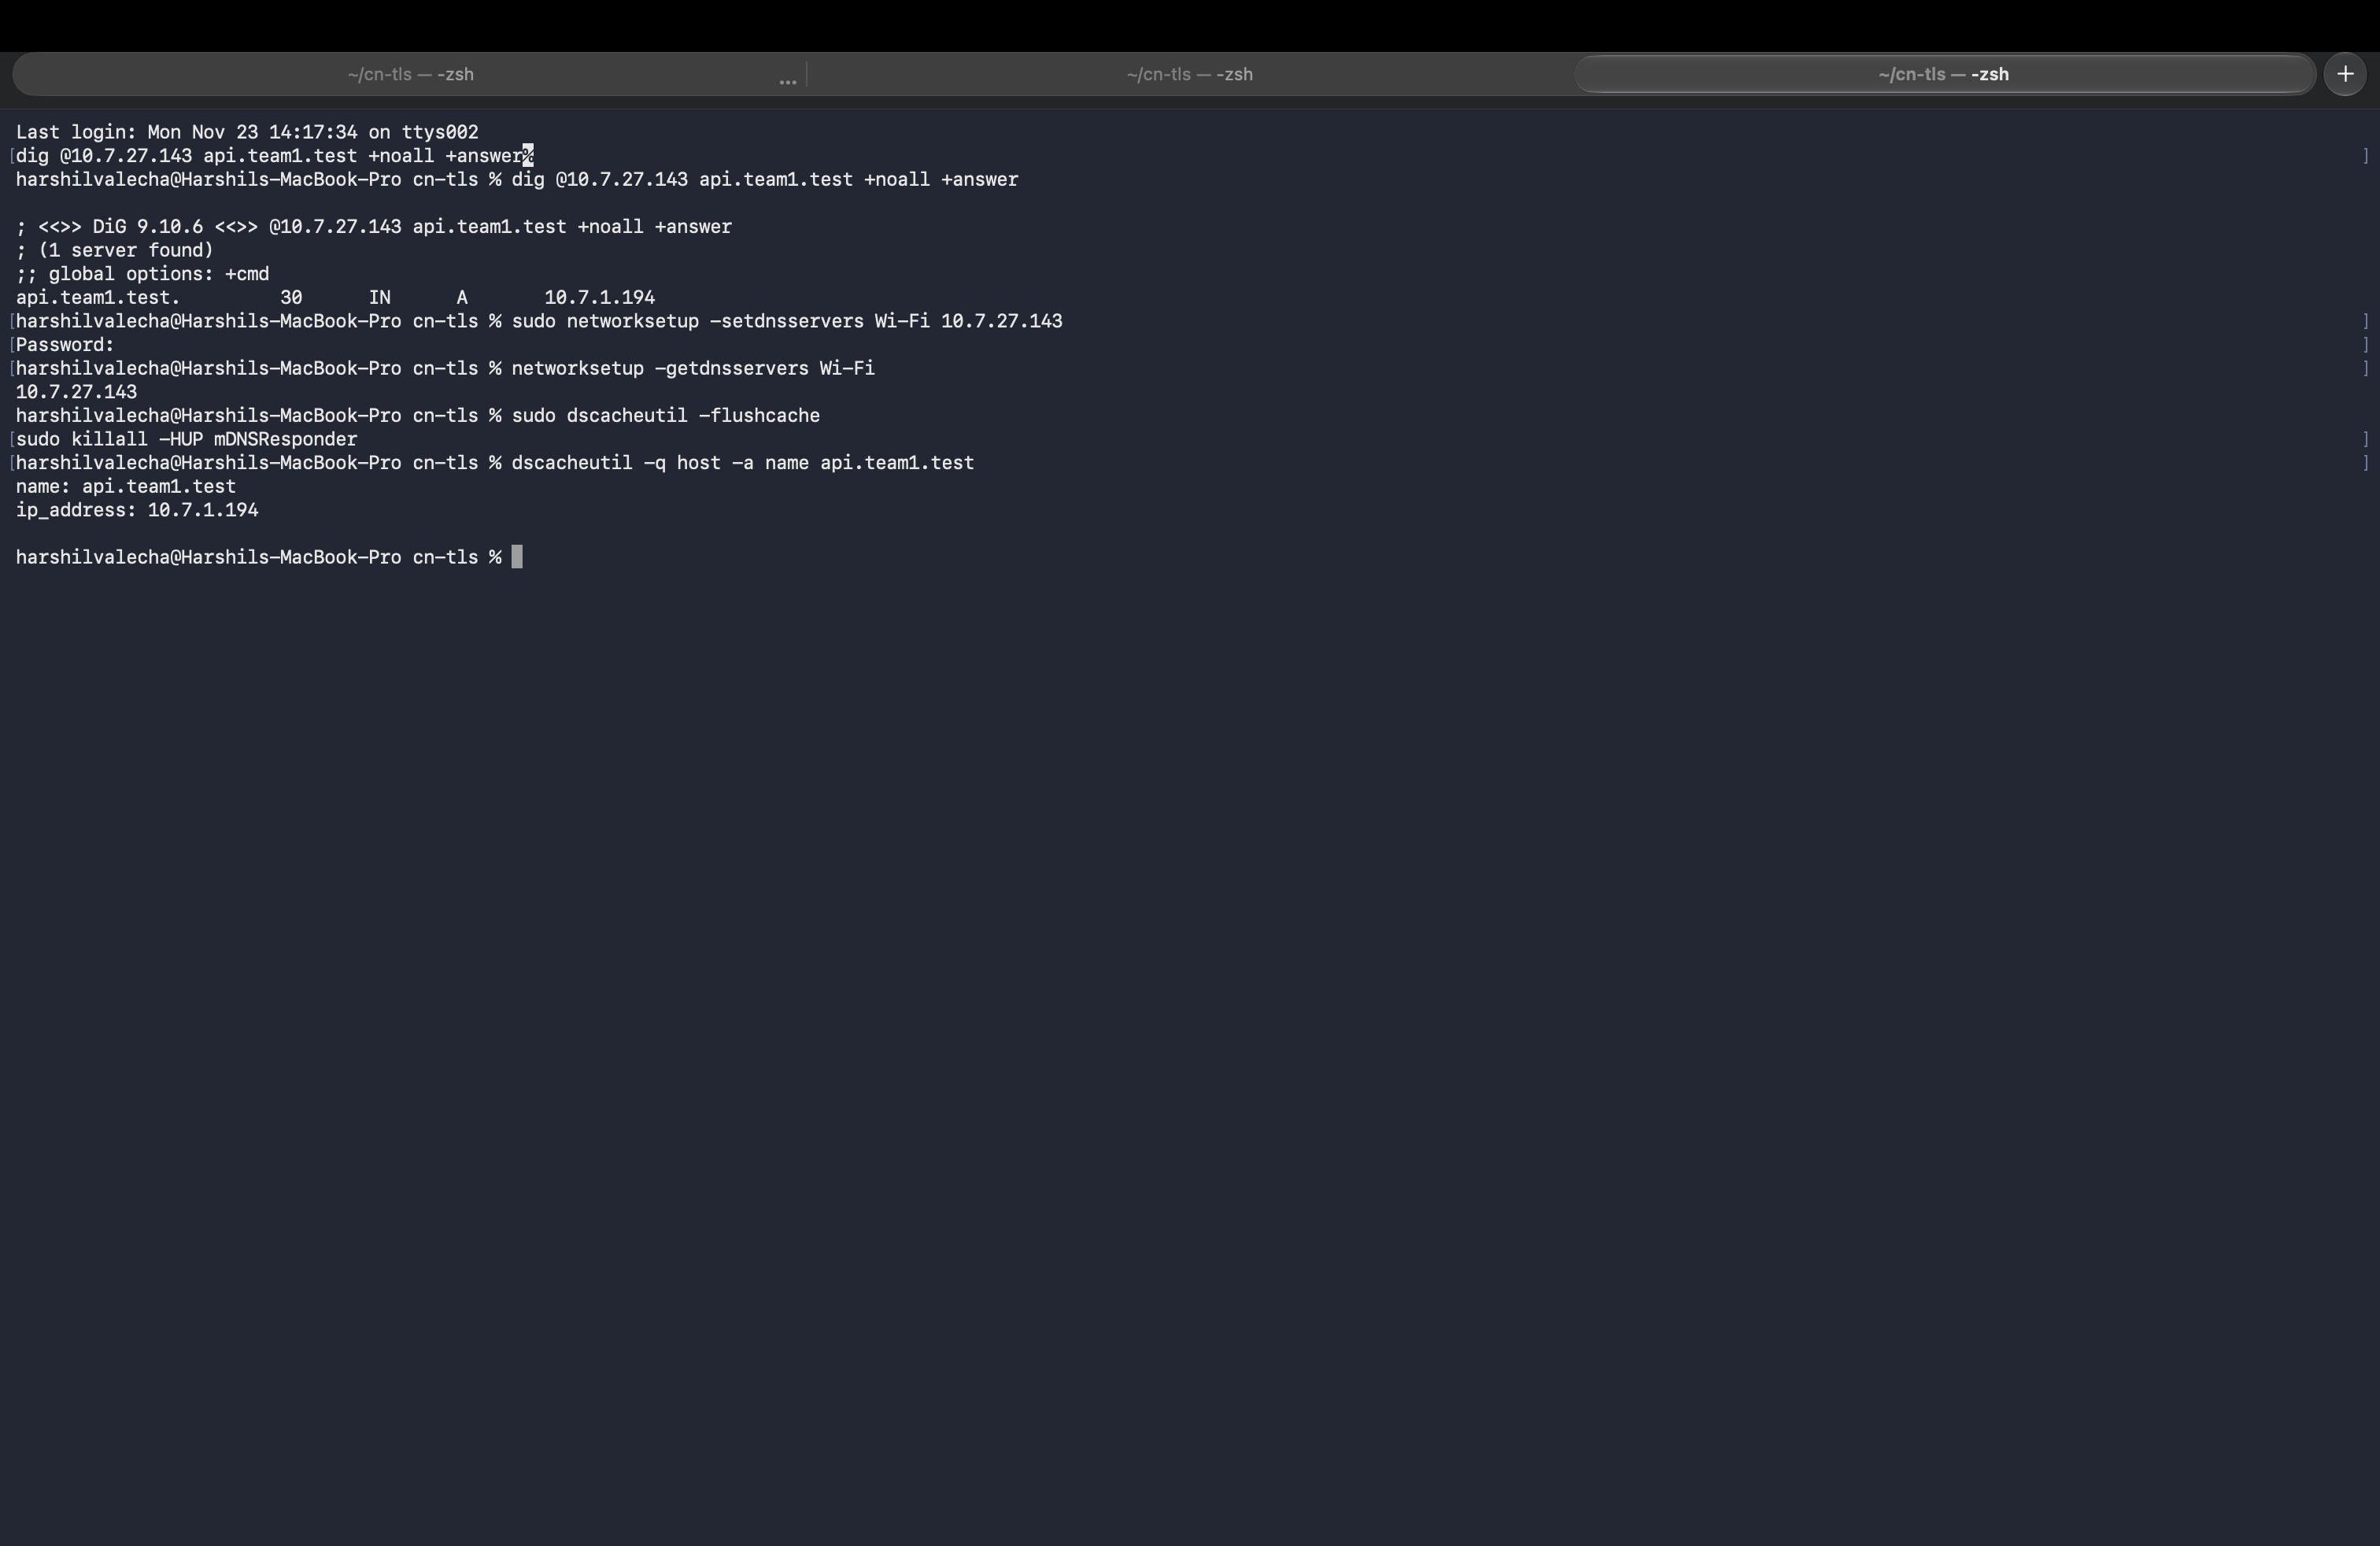 ~/cn-tls — -zsh ... ~/cn-tls — -zsh ~/cn-tls — -zsh +
Last login: Mon Nov 23 14:17:34 on ttys002
[dig @10.7.27.143 api.team1.test +noall +answer% ]
harshilvalecha@Harshils-MacBook-Pro cn-tls % dig @10.7.27.143 api.team1.test +noall +answer
; <<>> DiG 9.10.6 <<>> @10.7.27.143 api.team1.test +noall +answer
; (1 server found)
;; global options: +cmd
api.team1.test. 30 IN A 10.7.1.194
[harshilvalecha@Harshils-MacBook-Pro cn-tls % sudo networksetup -setdnsservers Wi-Fi 10.7.27.143 ]
[Password: ]
[harshilvalecha@Harshils-MacBook-Pro cn-tls % networksetup -getdnsservers Wi-Fi ]
10.7.27.143
harshilvalecha@Harshils-MacBook-Pro cn-tls % sudo dscacheutil -flushcache
[sudo killall -HUP mDNSResponder ]
[harshilvalecha@Harshils-MacBook-Pro cn-tls % dscacheutil -q host -a name api.team1.test ]
name: api.team1.test
ip_address: 10.7.1.194
harshilvalecha@Harshils-MacBook-Pro cn-tls %